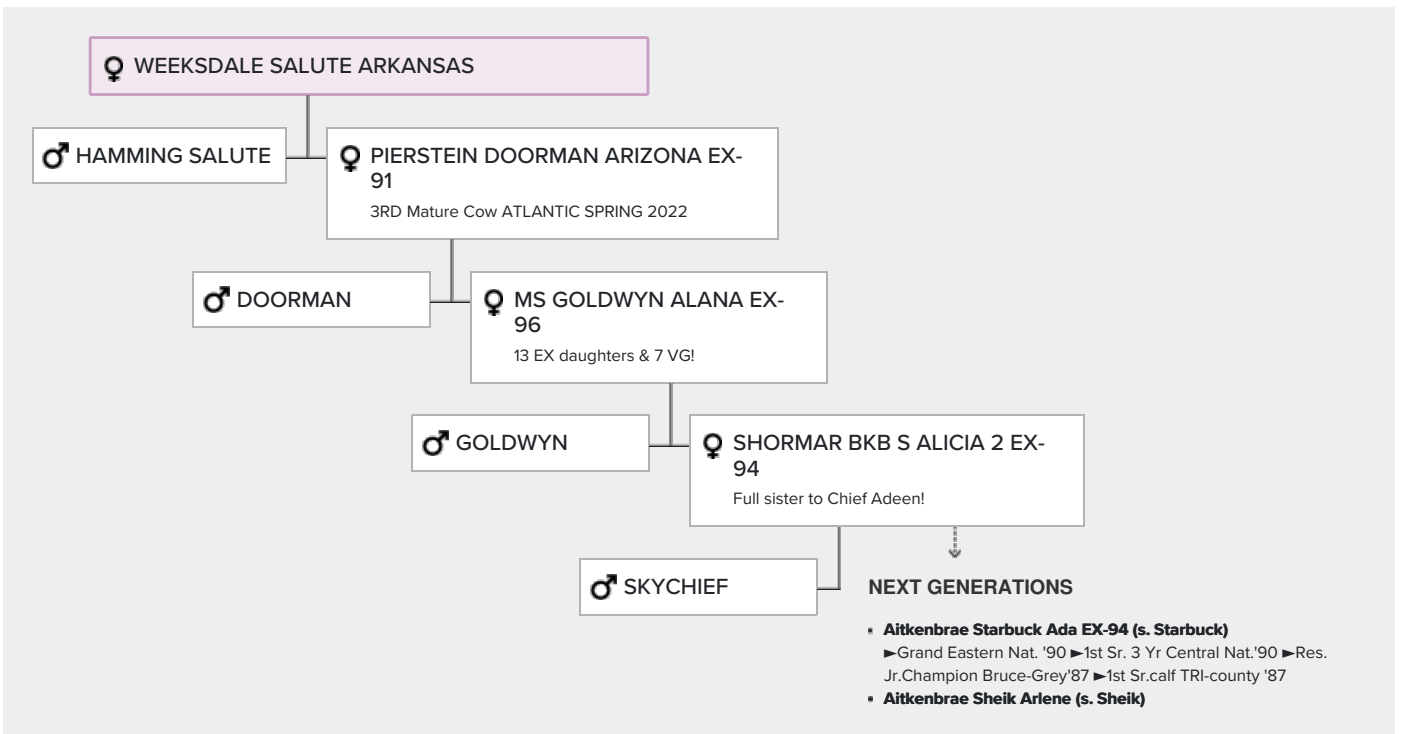 WEEKSDALE SALUTE ARKANSAS
HAMMING SALUTE
PIERSTEIN DOORMAN ARIZONA EX-
91
3RD Mature Cow ATLANTIC SPRING 2022
DOORMAN
MS GOLDWYN ALANA EX-
96
13 EX daughters & 7 VG!
GOLDWYN
SHORMAR BKB S ALICIA 2 EX-
94
Full sister to Chief Adeen!
SKYCHIEF
NEXT GENERATIONS
▪ Aitkenbrae Starbuck Ada EX-94 (s. Starbuck)
►Grand Eastern Nat. '90 ►1st Sr. 3 Yr Central Nat.'90 ►Res.
Jr.Champion Bruce-Grey'87 ►1st Sr.calf TRI-county '87
▪ Aitkenbrae Sheik Arlene (s. Sheik)